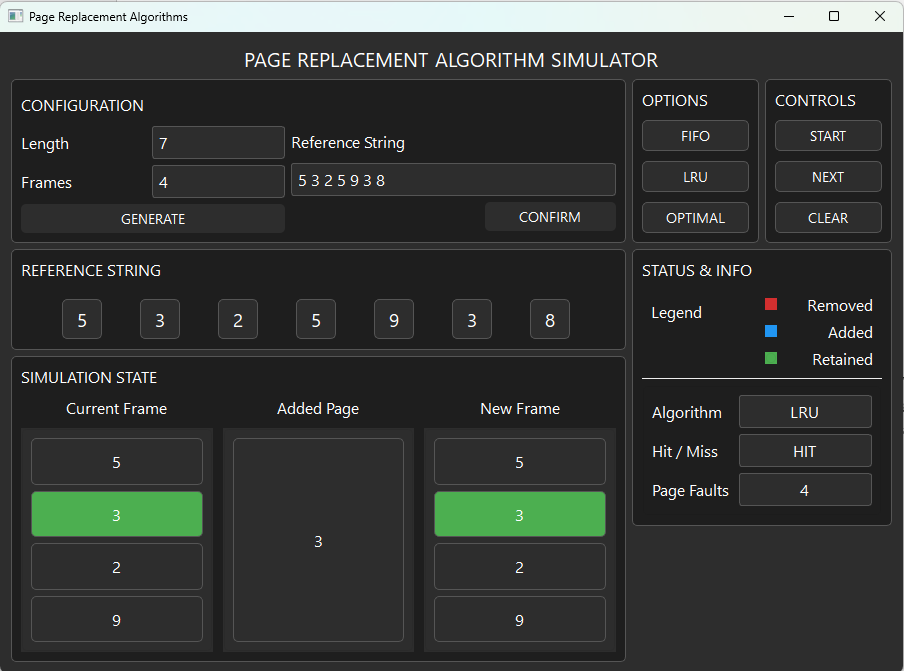 Page Replacement Algorithms
PAGE REPLACEMENT ALGORITHM SIMULATOR
CONFIGURATION
Length
7
Reference String
Frames
4
5 3 2 5 9 3 8
GENERATE
CONFIRM
OPTIONS
FIFO
LRU
OPTIMAL
CONTROLS
START
NEXT
CLEAR
REFERENCE STRING
5 3 2 5 9 3 8
SIMULATION STATE
Current Frame
Added Page
New Frame
5
3
2
9
3
5
3
2
9
STATUS & INFO
Legend
Removed
Added
Retained
Algorithm
LRU
Hit / Miss
HIT
Page Faults
4